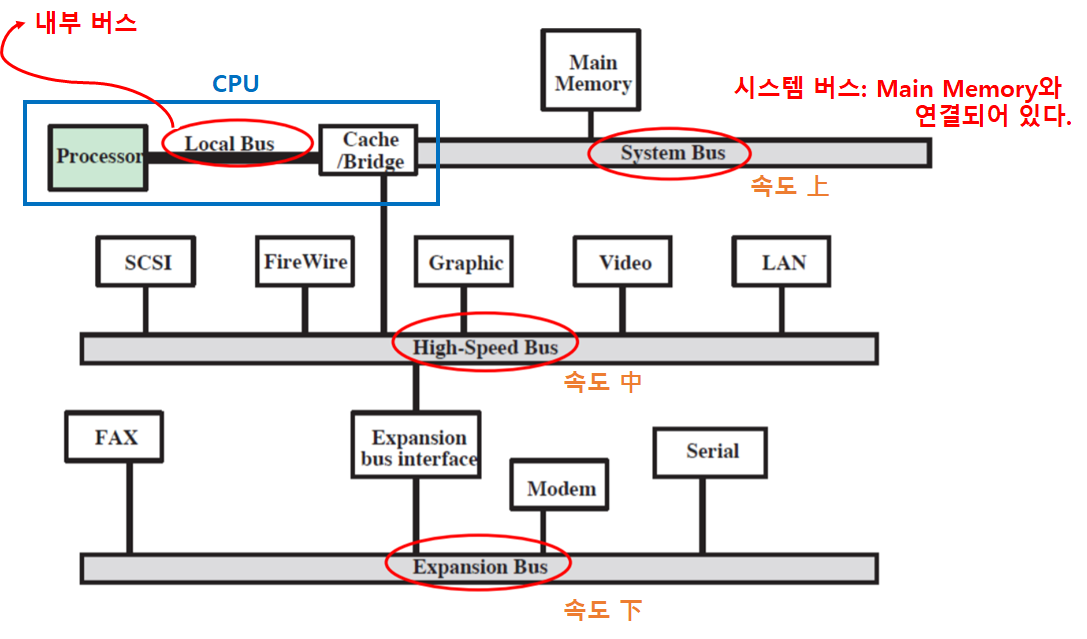 내부 버스
CPU
Main
Memory
시스템 버스: Main Memory와
연결되어 있다.
Processor
Local Bus
Cache
/Bridge
System Bus
속도 上
SCSI
FireWire
Graphic
Video
LAN
High-Speed Bus
속도 中
FAX
Expansion
bus interface
Modem
Serial
Expansion Bus
속도 下